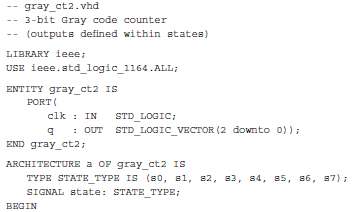 -- gray_ct2.vhd
-- 3-bit Gray code counter
-- (outputs defined within states)
LIBRARY ieee;
USE ieee.std_logic_1164.ALL;
ENTITY gray_ct2 IS
PORT(
clk : IN STD_LOGIC;
q : OUT STD_LOGIC_VECTOR(2 downto 0));
END gray_ct2;
ARCHITECTURE a OF gray_ct2 IS
TYPE STATE_TYPE IS (s0, s1, s2, s3, s4, s5, s6, s7);
SIGNAL state: STATE_TYPE;
BEGIN